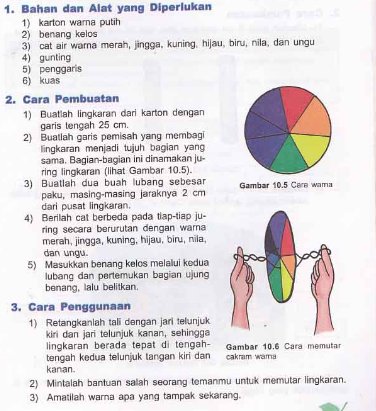 1. Bahan dan Alat yang Diperlukan
1) karton warna putih
2) benang kelos
3) cat air warna merah, jingga, kuning, hijau, biru, nila, dan ungu
4) gunting
5) penggaris
6) kuas
2. Cara Pembuatan
1) Buatlah lingkaran dari karton dengan
garis tengah 25 cm.
2) Buatlah garis pemisah yang membagi
lingkaran menjadi tujuh bagian yang
sama. Bagian-bagian ini dinamakan ju-
ring lingkaran (lihat Gambar 10.5).
3) Buatlah dua buah lubang sebesar
paku, masing-masing jaraknya 2 cm
dari pusat lingkaran.
4) Berilah cat berbeda pada tiap-tiap ju-
ring secara berurutan dengan warna
merah, jingga, kuning, hijau, biru, nila,
dan ungu.
5) Masukkan benang kelos melalui kedua
lubang dan pertemukan bagian ujung
benang, lalu belitkan.
Gambar 10.5 Cara warna
3. Cara Penggunaan
1) Retangkanlah tali dengan jari telunjuk
kiri dan jari telunjuk kanan, sehingga
lingkaran berada tepat di tengah-
tengah kedua telunjuk tangan kiri dan
kanan.
Gambar 10.6 Cara memutar
cakram warna
2) Mintalah bantuan salah seorang temanmu untuk memutar lingkaran.
3) Amatilah warna apa yang tampak sekarang.